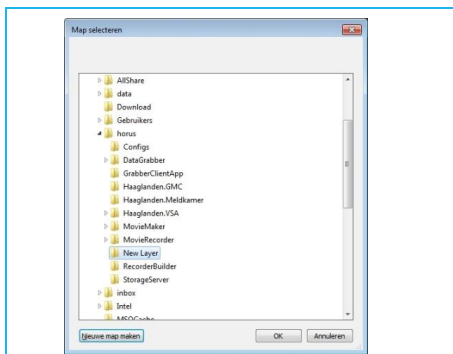 Map selecteren
AllShare
data
Download
Gebruikers
horus
Configs
DataGrabber
GrabberClientApp
Haaglanden.GMC
Haaglanden.Meldkamer
Haaglanden.VSA
MovieMaker
MovieRecorder
New Layer
RecorderBuilder
StorageServer
inbox
Intel
MSOCache
Nieuwe map maken
OK
Annuleren